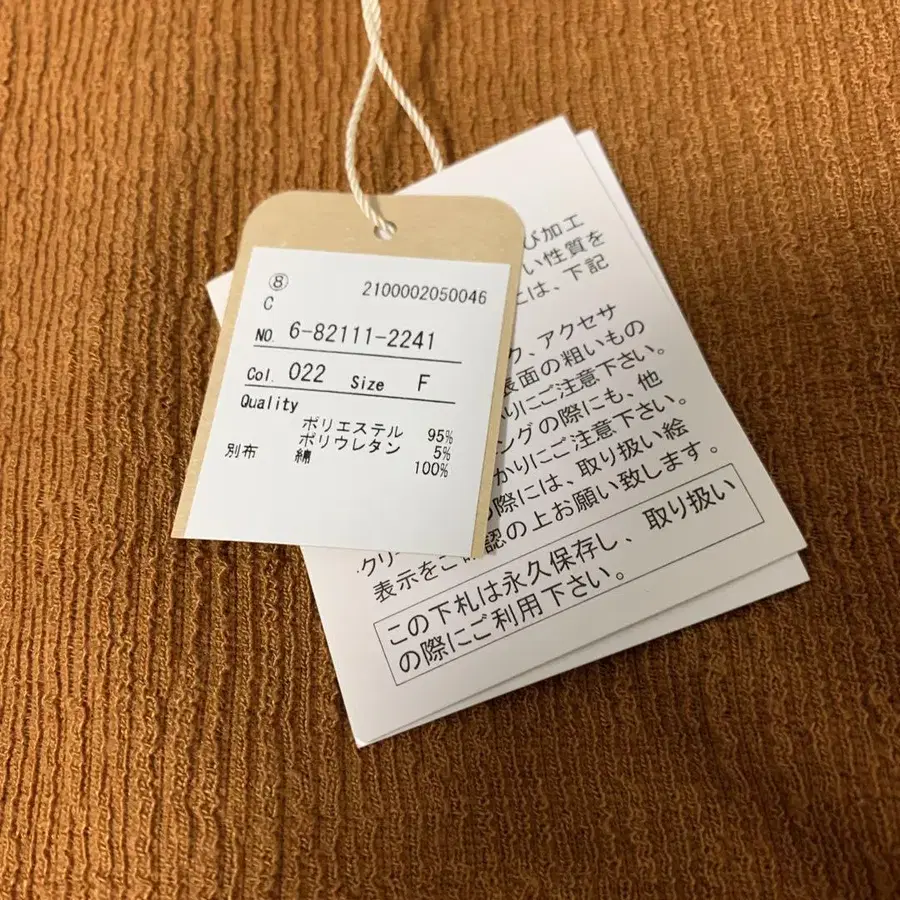 ⑧
C
2100002050046
NO. 6-82111-2241
Col. 022 Size F
Quality
ポリエステル 95%
ポリウレタン 5%
別布 綿 100%
び加工
い性質を
には、下記
ク、アクセサ
表面の粗いもの
りにご注意下さい。
ングの際にも、他
かりにご注意下さい。
の際には、取り扱い絵
表示をご確認の上お願い致します。
この下札は永久保存し、取り扱い
の際にご利用下さい。